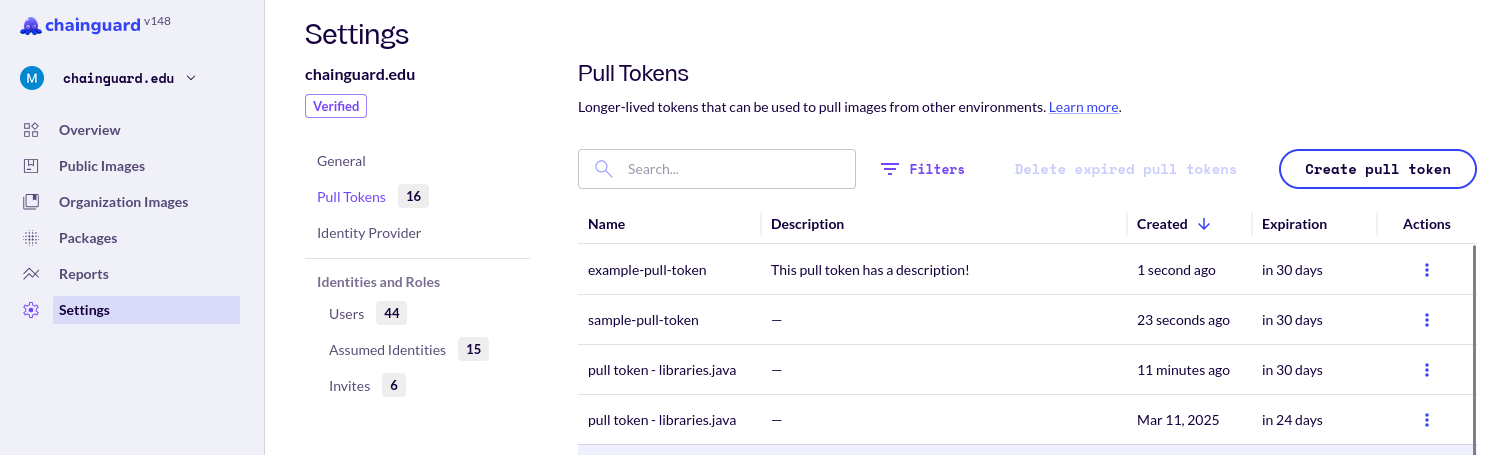 chainguard v148
M chainguard.edu
Overview
Public Images
Organization Images
Packages
Reports
Settings
Settings
chainguard.edu
Verified
General
Pull Tokens 16
Identity Provider
Identities and Roles
Users 44
Assumed Identities 15
Invites 6
Pull Tokens
Longer-lived tokens that can be used to pull images from other environments. Learn more.
Search... Filters Delete expired pull tokens Create pull token
Name Description Created Expiration Actions
example-pull-token This pull token has a description! 1 second ago in 30 days
sample-pull-token — 23 seconds ago in 30 days
pull token - libraries.java — 11 minutes ago in 30 days
pull token - libraries.java — Mar 11, 2025 in 24 days